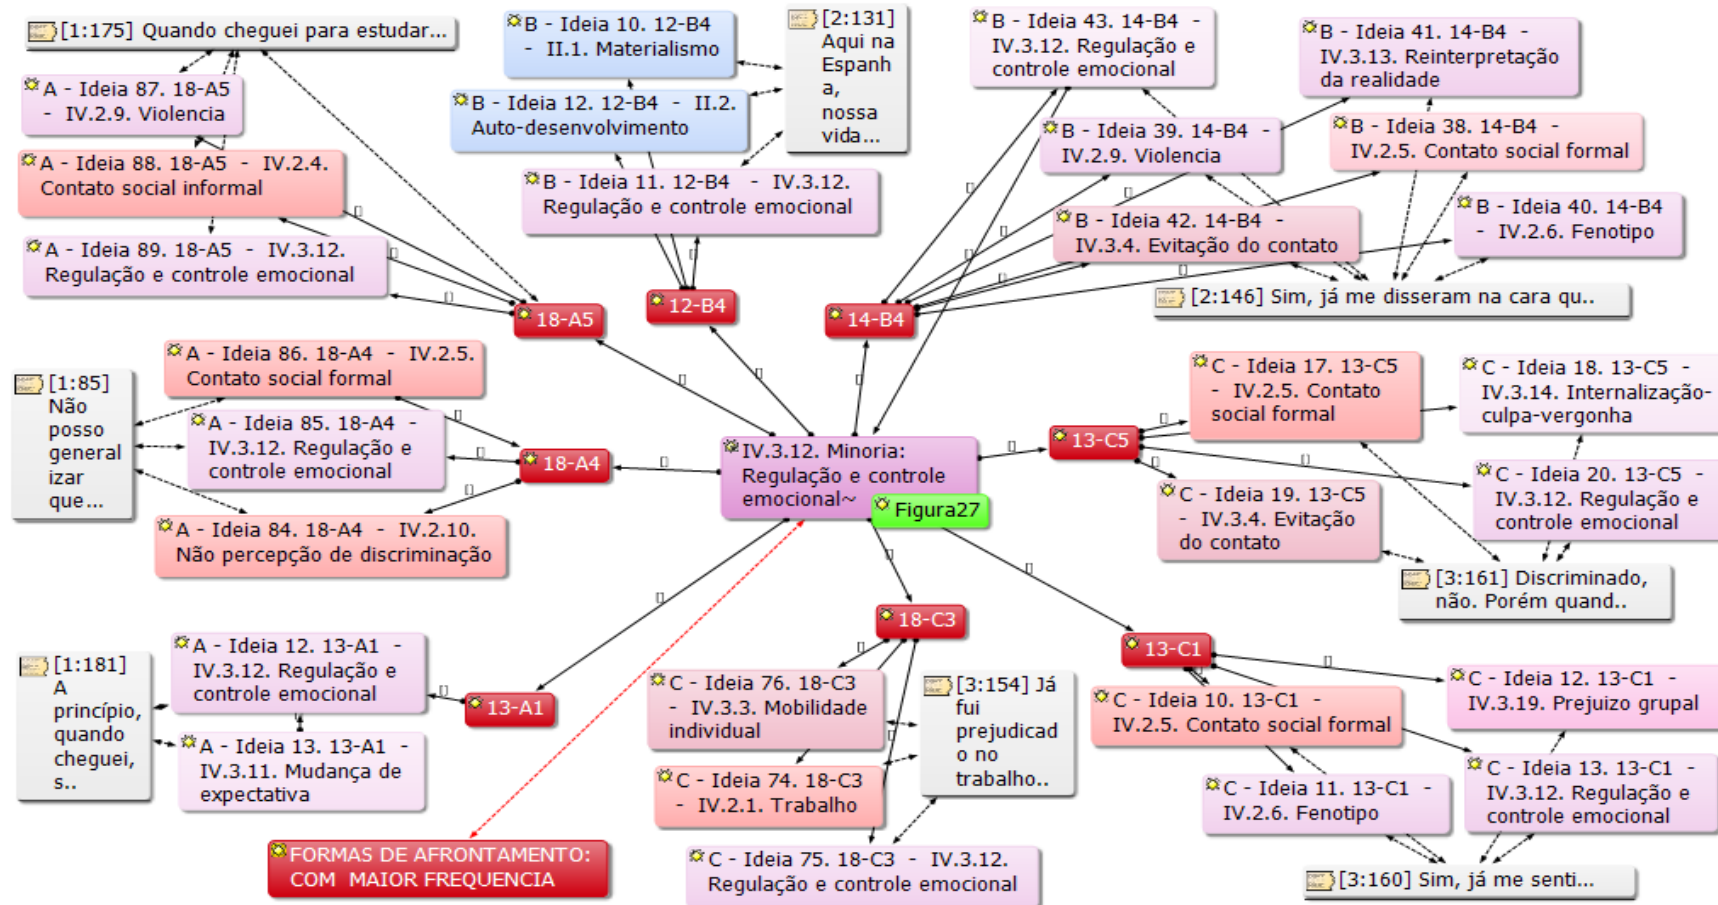 [1:175] Quando cheguei para estudar...
A - Ideia 87. 18-A5
- IV.2.9. Violencia
A - Ideia 88. 18-A5 - IV.2.4.
Contato social informal
A - Ideia 89. 18-A5 - IV.3.12.
Regulação e controle emocional
18-A5
B - Ideia 10. 12-B4
- II.1. Materialismo
B - Ideia 12. 12-B4 - II.2.
Auto-desenvolvimento
B - Ideia 11. 12-B4 - IV.3.12.
Regulação e controle emocional
[2:131]
Aqui na
Espanh
a,
nossa
vida...
12-B4
B - Ideia 43. 14-B4 -
IV.3.12. Regulação e
controle emocional
B - Ideia 41. 14-B4 -
IV.3.13. Reinterpretação
da realidade
B - Ideia 39. 14-B4 -
IV.2.9. Violencia
B - Ideia 38. 14-B4 -
IV.2.5. Contato social formal
B - Ideia 42. 14-B4 -
IV.3.4. Evitação do contato
B - Ideia 40. 14-B4
- IV.2.6. Fenotipo
[2:146] Sim, já me disseram na cara qu..
14-B4
A - Ideia 86. 18-A4 - IV.2.5.
Contato social formal
[1:85]
Não
posso
general
izar
que...
A - Ideia 85. 18-A4 -
IV.3.12. Regulação e
controle emocional
18-A4
A - Ideia 84. 18-A4 - IV.2.10.
Não percepção de discriminação
IV.3.12. Minoria:
Regulação e controle
emocional~
Figura27
13-C5
C - Ideia 17. 13-C5
- IV.2.5. Contato
social formal
C - Ideia 18. 13-C5 -
IV.3.14. Internalização-
culpa-vergonha
C - Ideia 19. 13-C5
- IV.3.4. Evitação
do contato
C - Ideia 20. 13-C5 -
IV.3.12. Regulação e
controle emocional
[3:161] Discriminado,
não. Porém quand..
[1:181]
A
princípio,
quando
cheguei,
s..
A - Ideia 12. 13-A1 -
IV.3.12. Regulação e
controle emocional
A - Ideia 13. 13-A1 -
IV.3.11. Mudança de
expectativa
13-A1
18-C3
C - Ideia 76. 18-C3
- IV.3.3. Mobilidade
individual
C - Ideia 74. 18-C3
- IV.2.1. Trabalho
C - Ideia 75. 18-C3 - IV.3.12.
Regulação e controle emocional
[3:154] Já
fui
prejudicad
o no
trabalho..
13-C1
C - Ideia 10. 13-C1 -
IV.2.5. Contato social formal
C - Ideia 12. 13-C1 -
IV.3.19. Prejuizo grupal
C - Ideia 11. 13-C1 -
IV.2.6. Fenotipo
C - Ideia 13. 13-C1 -
IV.3.12. Regulação e
controle emocional
[3:160] Sim, já me senti...
FORMAS DE AFRONTAMENTO:
COM MAIOR FREQUENCIA